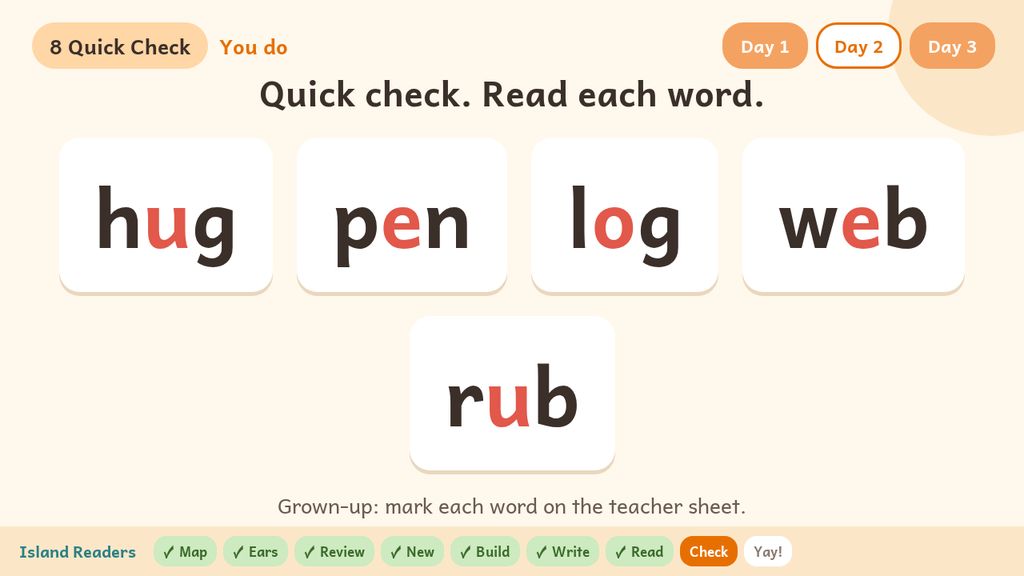 8 Quick Check You do Day 1 Day 2 Day 3
Quick check. Read each word.
hug pen log web
rub
Grown-up: mark each word on the teacher sheet.
Island Readers ✓ Map ✓ Ears ✓ Review ✓ New ✓ Build ✓ Write ✓ Read Check Yay!